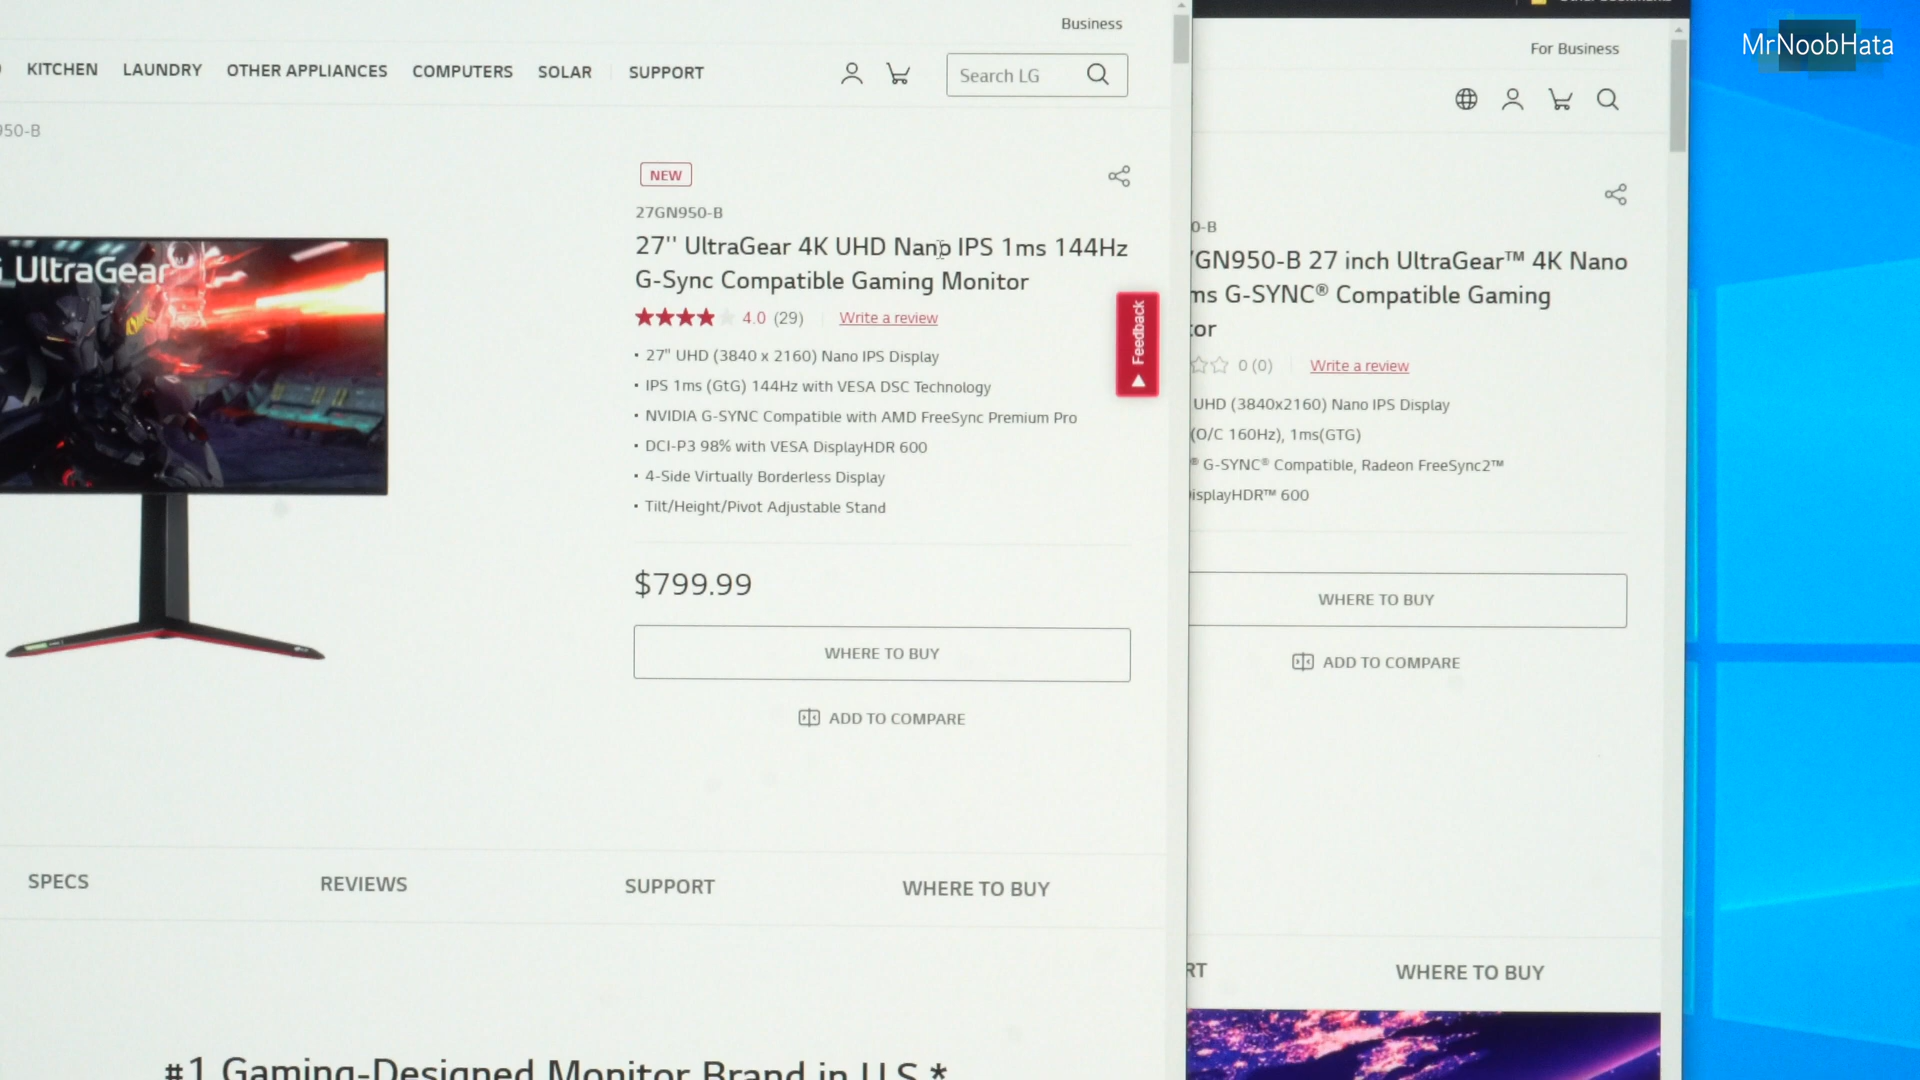 Business
KITCHEN LAUNDRY OTHER APPLIANCES COMPUTERS SOLAR SUPPORT
Search LG
950-B
UltraGear
NEW
27GN950-B
27'' UltraGear 4K UHD Nano IPS 1ms 144Hz
G-Sync Compatible Gaming Monitor
4.0 (29) Write a review
• 27" UHD (3840 x 2160) Nano IPS Display
• IPS 1ms (GtG) 144Hz with VESA DSC Technology
• NVIDIA G-SYNC Compatible with AMD FreeSync Premium Pro
• DCI-P3 98% with VESA DisplayHDR 600
• 4-Side Virtually Borderless Display
• Tilt/Height/Pivot Adjustable Stand
$799.99
WHERE TO BUY
ADD TO COMPARE
Feedback
SPECS REVIEWS SUPPORT WHERE TO BUY
#1 Gaming-Designed Monitor Brand in U.S.*
For Business
0-B
GN950-B 27 inch UltraGear™ 4K Nano
ms G-SYNC® Compatible Gaming
or
0 (0) Write a review
UHD (3840x2160) Nano IPS Display
(O/C 160Hz), 1ms(GTG)
® G-SYNC® Compatible, Radeon FreeSync2™
isplayHDR™ 600
WHERE TO BUY
ADD TO COMPARE
RT WHERE TO BUY
MrNoobHata